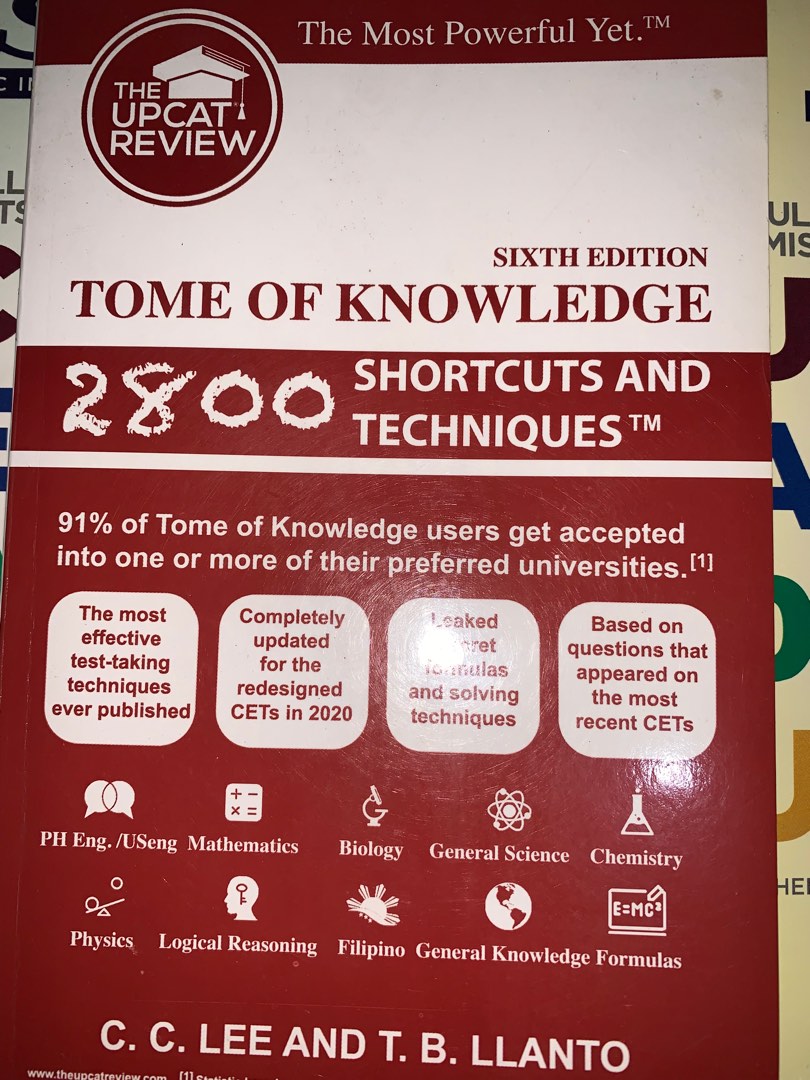 The Most Powerful Yet.™
THE
UPCAT
REVIEW
SIXTH EDITION
TOME OF KNOWLEDGE
2800
SHORTCUTS AND
TECHNIQUES™
91% of Tome of Knowledge users get accepted
into one or more of their preferred universities.[1]
The most
effective
test-taking
techniques
ever published
Completely
updated
for the
redesigned
CETs in 2020
Leaked
formulas
and solving
techniques
Based on
questions that
appeared on
the most
recent CETs
PH Eng. /USeng
Mathematics
Biology
General Science
Chemistry
E=MC²
Physics
Logical Reasoning
Filipino
General Knowledge
Formulas
C. C. LEE AND T. B. LLANTO
www.theupcatreview.com [1]